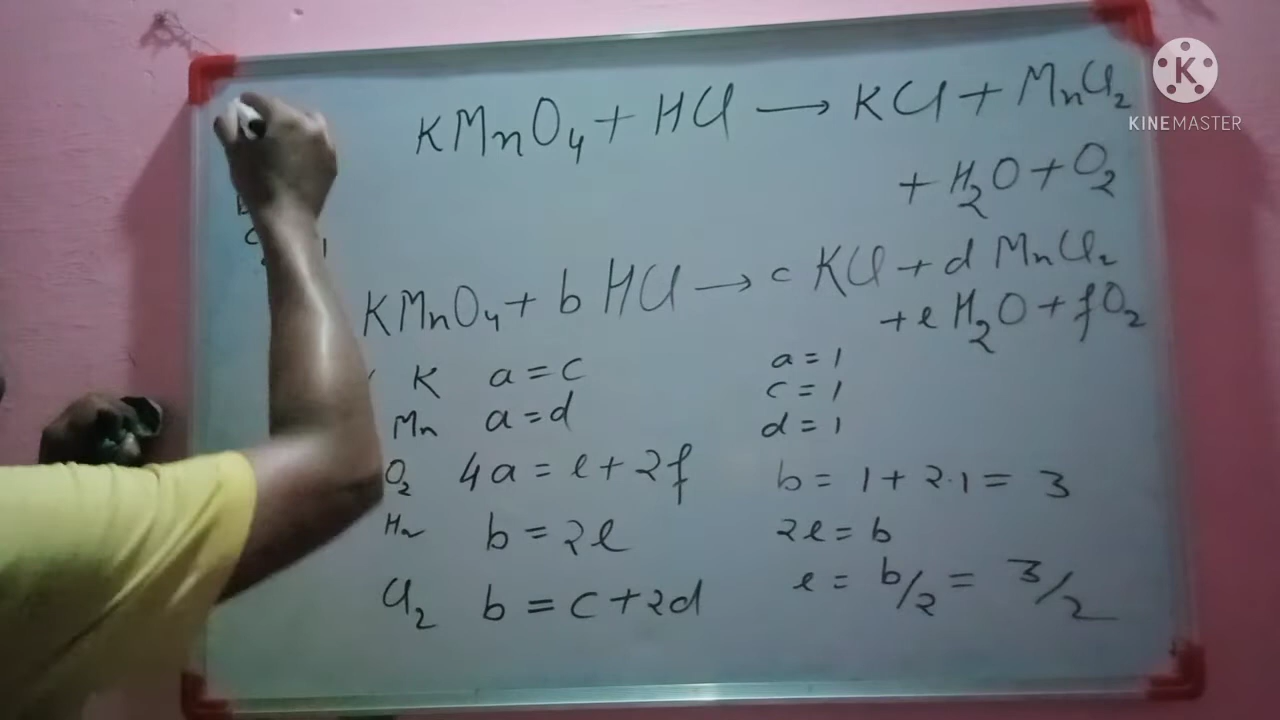 KMnO₄ + HCl → KCl + MnCl₂
+ H₂O + O₂
KMnO₄ + b HCl → c KCl + d MnCl₂
+ e H₂O + f O₂
K a = c
Mn a = d
O₂ 4a = e + 2f
H₂ b = 2e
Cl₂ b = c + 2d
a = 1
c = 1
d = 1
b = 1 + 2·1 = 3
2e = b
e = b/2 = 3/2
K
KINEMASTER